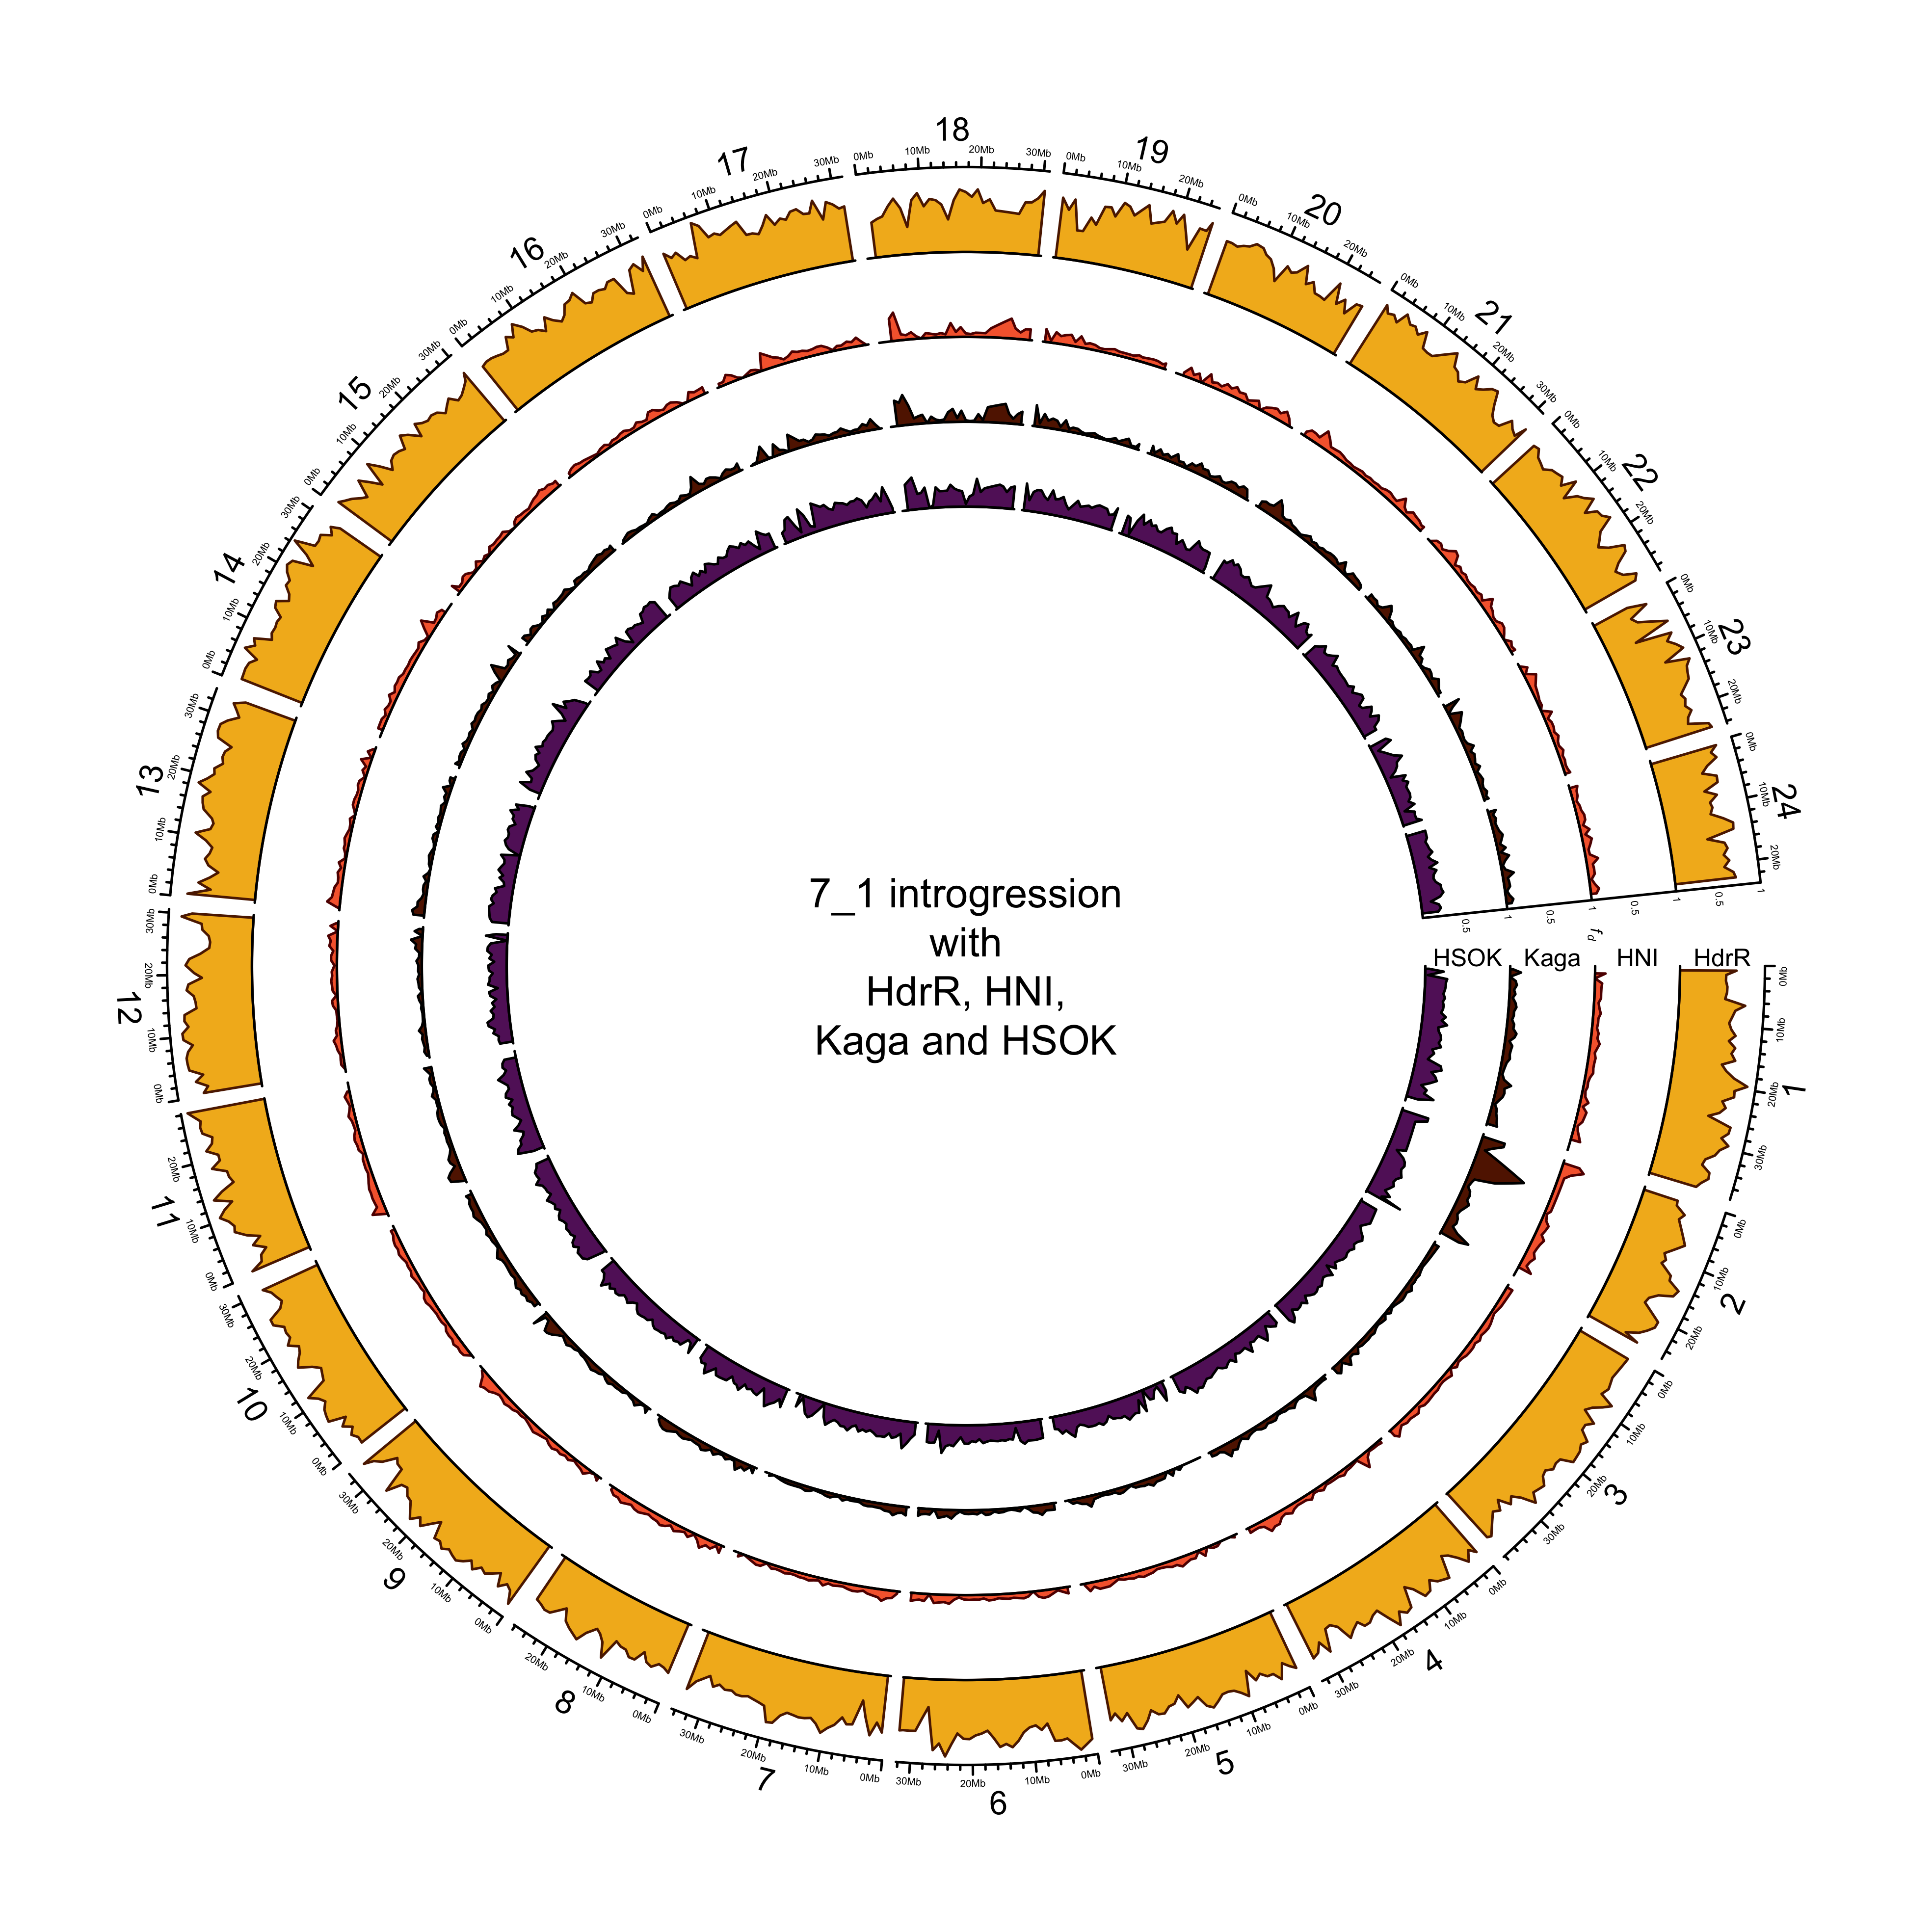 7_1 introgression
with
HdrR, HNI,
Kaga and HSOK
HSOK Kaga HNI HdrR
f_d
0.5 1 0.5 1 0.5 1 0.5 1
1
0Mb 10Mb 20Mb 30Mb
2
0Mb 10Mb 20Mb
3
0Mb 10Mb 20Mb 30Mb
4
0Mb 10Mb 20Mb 30Mb
5
0Mb 10Mb 20Mb 30Mb
6
0Mb 10Mb 20Mb 30Mb
7
0Mb 10Mb 20Mb 30Mb
8
0Mb 10Mb 20Mb
9
0Mb 10Mb 20Mb 30Mb
10
0Mb 10Mb 20Mb 30Mb
11
0Mb 10Mb 20Mb
12
0Mb 10Mb 20Mb 30Mb
13
0Mb 10Mb 20Mb 30Mb
14
0Mb 10Mb 20Mb 30Mb
15
0Mb 10Mb 20Mb 30Mb
16
0Mb 10Mb 20Mb 30Mb
17
0Mb 10Mb 20Mb 30Mb
18
0Mb 10Mb 20Mb 30Mb
19
0Mb 10Mb 20Mb
20
0Mb 10Mb 20Mb
21
0Mb 10Mb 20Mb 30Mb
22
0Mb 10Mb 20Mb
23
0Mb 10Mb 20Mb
24
0Mb 10Mb 20Mb